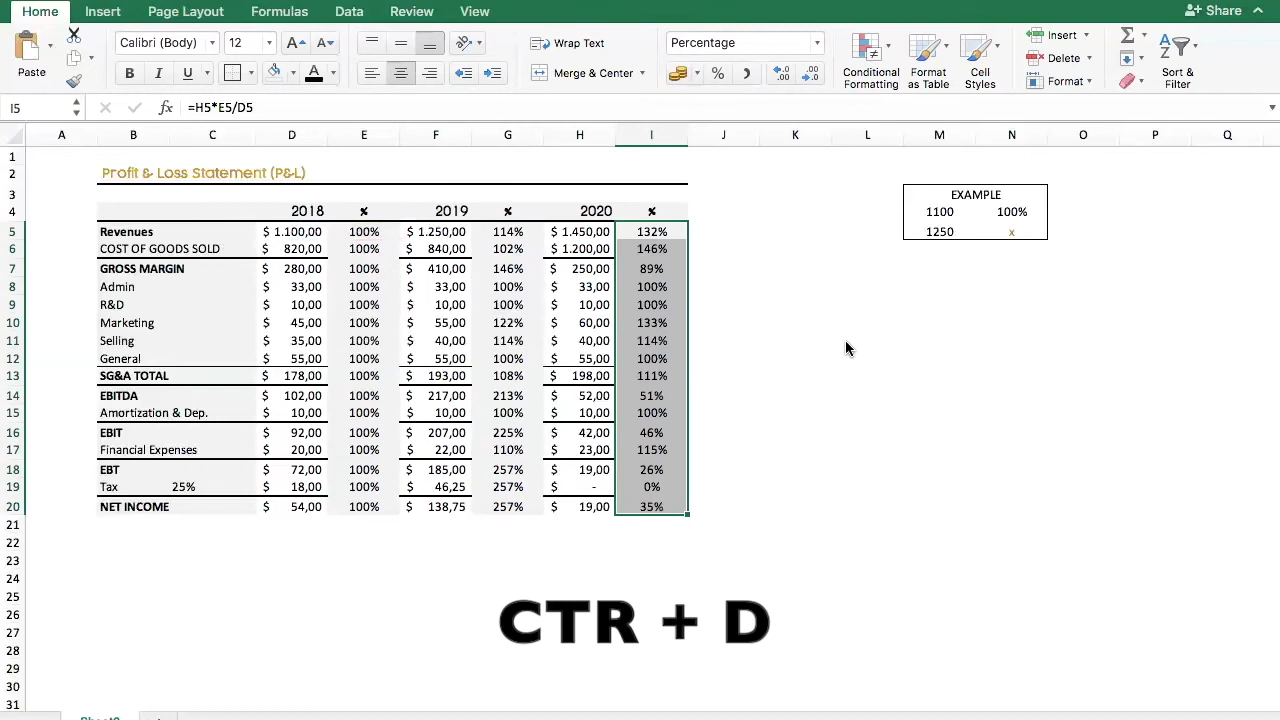 Home Insert Page Layout Formulas Data Review View Share
Calibri (Body) 12 A A Wrap Text Percentage Insert
Paste B I U A Merge & Center % Conditional Formatting Format as Table Cell Styles Delete Format Sort & Filter
I5 fx =H5*E5/D5
A B C D E F G H I J K L M N O P Q
1
2 Profit & Loss Statement (P&L)
3 EXAMPLE
4 2018 % 2019 % 2020 % 1100 100%
5 Revenues $ 1.100,00 100% $ 1.250,00 114% $ 1.450,00 132% 1250 x
6 COST OF GOODS SOLD $ 820,00 100% $ 840,00 102% $ 1.200,00 146%
7 GROSS MARGIN $ 280,00 100% $ 410,00 146% $ 250,00 89%
8 Admin $ 33,00 100% $ 33,00 100% $ 33,00 100%
9 R&D $ 10,00 100% $ 10,00 100% $ 10,00 100%
10 Marketing $ 45,00 100% $ 55,00 122% $ 60,00 133%
11 Selling $ 35,00 100% $ 40,00 114% $ 40,00 114%
12 General $ 55,00 100% $ 55,00 100% $ 55,00 100%
13 SG&A TOTAL $ 178,00 100% $ 193,00 108% $ 198,00 111%
14 EBITDA $ 102,00 100% $ 217,00 213% $ 52,00 51%
15 Amortization & Dep. $ 10,00 100% $ 10,00 100% $ 10,00 100%
16 EBIT $ 92,00 100% $ 207,00 225% $ 42,00 46%
17 Financial Expenses $ 20,00 100% $ 22,00 110% $ 23,00 115%
18 EBT $ 72,00 100% $ 185,00 257% $ 19,00 26%
19 Tax 25% $ 18,00 100% $ 46,25 257% $ - 0%
20 NET INCOME $ 54,00 100% $ 138,75 257% $ 19,00 35%
21
22
23
24
25
26
27
28
29
30
31
CTR + D